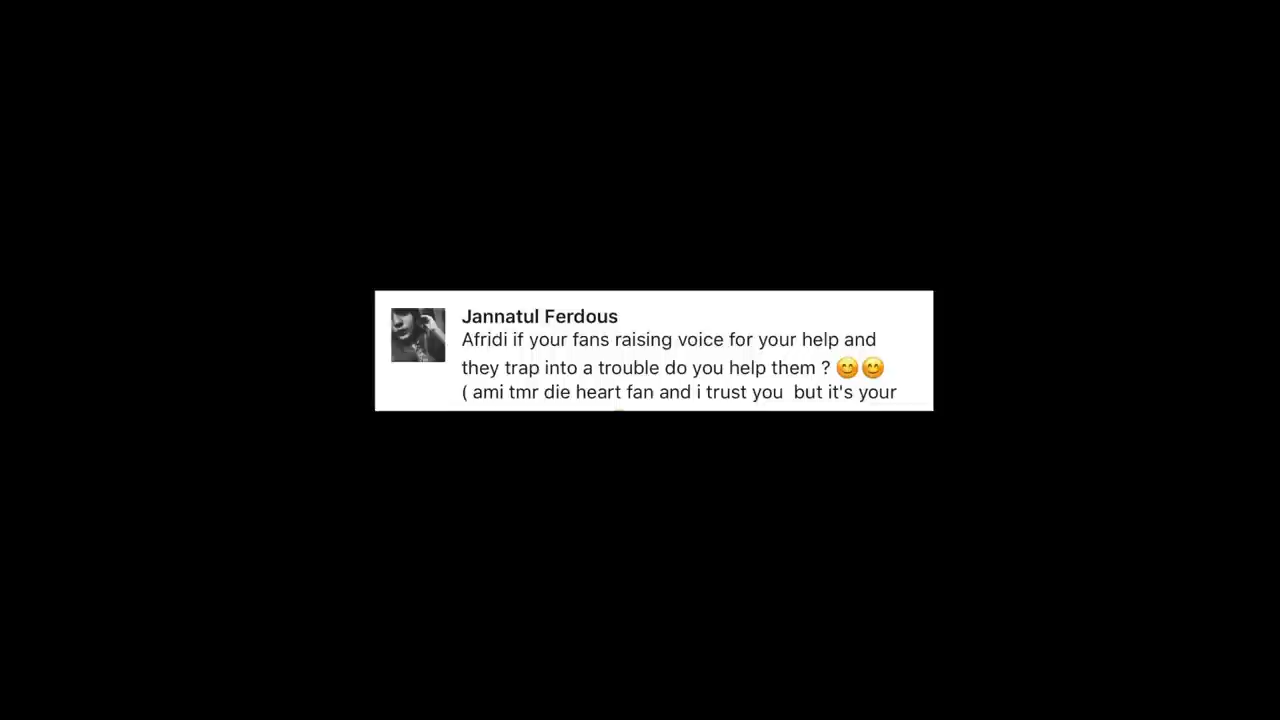 Jannatul Ferdous
Afridi if your fans raising voice for your help and
they trap into a trouble do you help them ? 😊😊
( ami tmr die heart fan and i trust you  but it's your